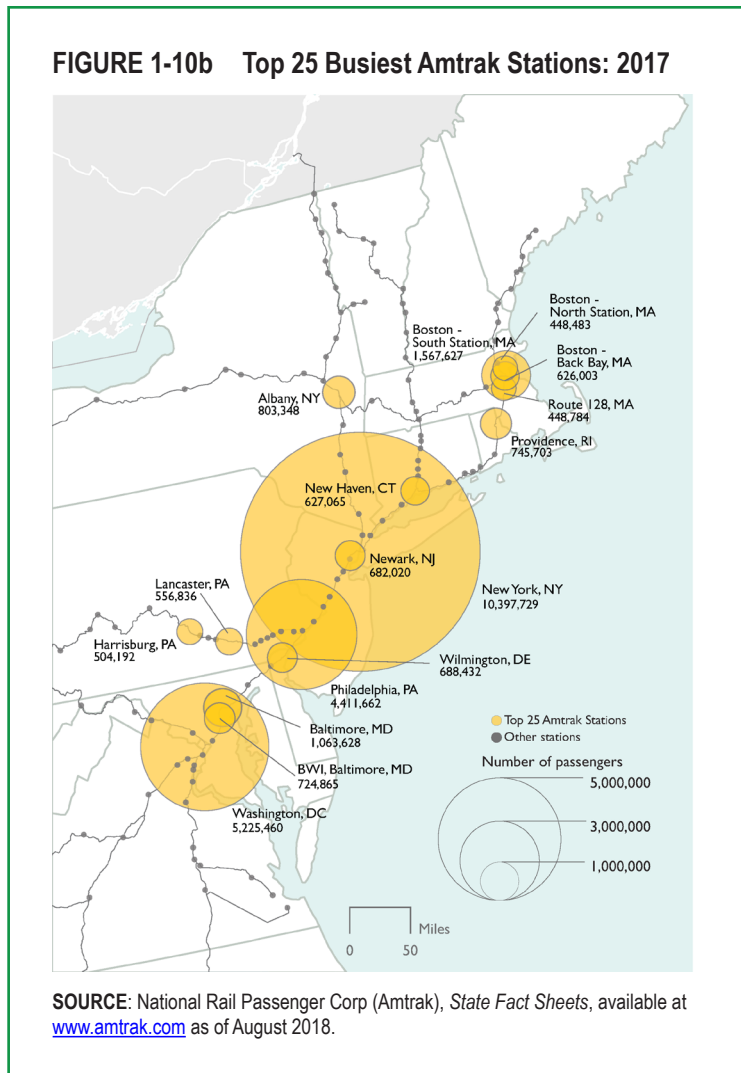 FIGURE 1-10b Top 25 Busiest Amtrak Stations: 2017
Boston -
North Station, MA
448,483
Boston -
South Station, MA
1,567,627
Boston -
Back Bay, MA
626,003
Albany, NY
803,348
Route 128, MA
448,784
Providence, RI
745,703
New Haven, CT
627,065
Newark, NJ
682,020
Lancaster, PA
556,836
New York, NY
10,397,729
Harrisburg, PA
504,192
Wilmington, DE
688,432
Philadelphia, PA
4,411,662
Baltimore, MD
1,063,628
BWI, Baltimore, MD
724,865
Washington, DC
5,225,460
Top 25 Amtrak Stations
Other stations
Number of passengers
5,000,000
3,000,000
1,000,000
Miles
0 50
SOURCE: National Rail Passenger Corp (Amtrak), State Fact Sheets, available at
www.amtrak.com as of August 2018.